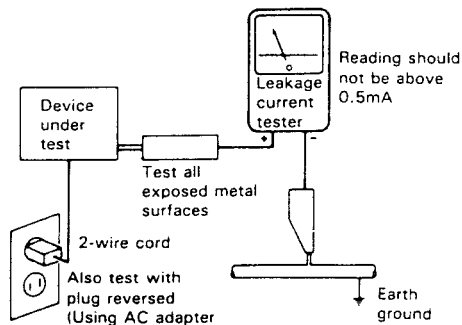 Device
under
test
Leakage
current
tester
+ -
Reading should
not be above
0.5mA
Test all
exposed metal
surfaces
2-wire cord
Also test with
plug reversed
(Using AC adapter
Earth
ground